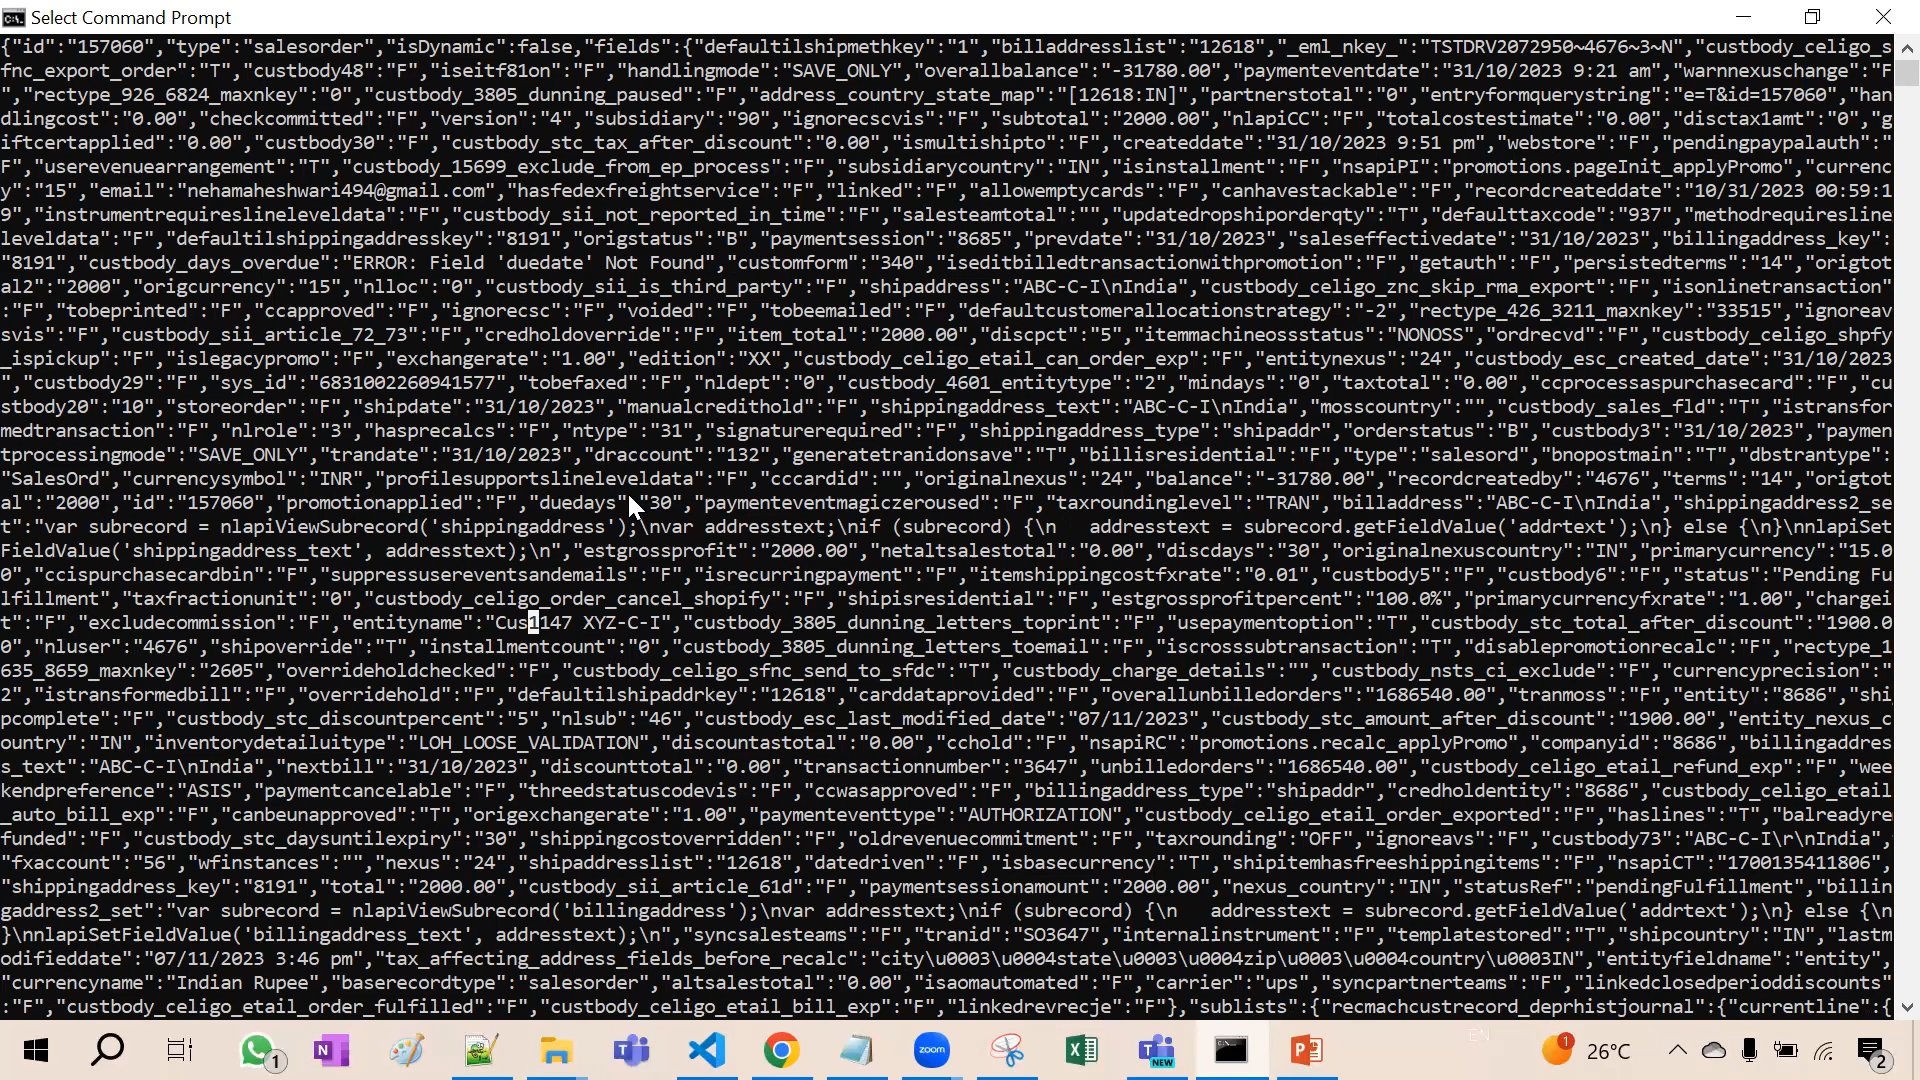 Select Command Prompt
{"id":"157060","type":"salesorder","isDynamic":false,"fields":{"defaultilshipmethkey":"1","billaddresslist":"12618","_eml_nkey_":"TSTDRV2072950~4676~3~N","custbody_celigo_s
fnc_export_order":"T","custbody48":"F","iseitf81on":"F","handlingmode":"SAVE_ONLY","overallbalance":"-31780.00","paymenteventdate":"31/10/2023 9:21 am","warnnexuschange":"F
","rectype_926_6824_maxnkey":"0","custbody_3805_dunning_paused":"F","address_country_state_map":"[12618:IN]","partnerstotal":"0","entryformquerystring":"e=T&id=157060","han
dlingcost":"0.00","checkcommitted":"F","version":"4","subsidiary":"90","ignorecscvis":"F","subtotal":"2000.00","nlapiCC":"F","totalcostestimate":"0.00","disctax1amt":"0","g
iftcertapplied":"0.00","custbody30":"F","custbody_stc_tax_after_discount":"0.00","ismultishipto":"F","createddate":"31/10/2023 9:51 pm","webstore":"F","pendingpaypalauth":"
F","userevenuearrangement":"T","custbody_15699_exclude_from_ep_process":"F","subsidiarycountry":"IN","isinstallment":"F","nsapiPI":"promotions.pageInit_applyPromo","currenc
y":"15","email":"nehamaheshwari494@gmail.com","hasfedexfreightservice":"F","linked":"F","allowemptycards":"F","canhavestackable":"F","recordcreateddate":"10/31/2023 00:59:1
9","instrumentrequireslineleveldata":"F","custbody_sii_not_reported_in_time":"F","salesteamtotal":"","updatedropshiporderqty":"T","defaulttaxcode":"937","methodrequiresline
leveldata":"F","defaultilshippingaddresskey":"8191","origstatus":"B","paymentsession":"8685","prevdate":"31/10/2023","saleseffectivedate":"31/10/2023","billingaddress_key":
"8191","custbody_days_overdue":"ERROR: Field 'duedate' Not Found","customform":"340","iseditbilledtransactionwithpromotion":"F","getauth":"F","persistedterms":"14","origtot
al2":"2000","origcurrency":"15","nlloc":"0","custbody_sii_is_third_party":"F","shipaddress":"ABC-C-I\nIndia","custbody_celigo_znc_skip_rma_export":"F","isonlinetransaction"
:"F","tobeprinted":"F","ccapproved":"F","ignorecsc":"F","voided":"F","tobeemailed":"F","defaultcustomerallocationstrategy":"-2","rectype_426_3211_maxnkey":"33515","ignoreav
svis":"F","custbody_sii_article_72_73":"F","credholdoverride":"F","item_total":"2000.00","discpct":"5","itemmachineossstatus":"NONOSS","ordrecvd":"F","custbody_celigo_shpfy
_ispickup":"F","islegacypromo":"F","exchangerate":"1.00","edition":"XX","custbody_celigo_etail_can_order_exp":"F","entitynexus":"24","custbody_esc_created_date":"31/10/2023
","custbody29":"F","sys_id":"6831002260941577","tobefaxed":"F","nldept":"0","custbody_4601_entitytype":"2","mindays":"0","taxtotal":"0.00","ccprocessaspurchasecard":"F","cu
stbody20":"10","storeorder":"F","shipdate":"31/10/2023","manualcredithold":"F","shippingaddress_text":"ABC-C-I\nIndia","mosscountry":"","custbody_sales_fld":"T","istransfor
medtransaction":"F","nlrole":"3","hasprecalcs":"F","ntype":"31","signaturerequired":"F","shippingaddress_type":"shipaddr","orderstatus":"B","custbody3":"31/10/2023","paymen
tprocessingmode":"SAVE_ONLY","trandate":"31/10/2023","draccount":"132","generatetranidonsave":"T","billisresidential":"F","type":"salesord","bnopostmain":"T","dbstrantype":
"SalesOrd","currencysymbol":"INR","profilesupportslineleveldata":"F","cccardid":"","originalnexus":"24","balance":"-31780.00","recordcreatedby":"4676","terms":"14","origtot
al":"2000","id":"157060","promotionapplied":"F","duedays":"30","paymenteventmagiczeroused":"F","taxroundinglevel":"TRAN","billaddress":"ABC-C-I\nIndia","shippingaddress2_se
t":"var subrecord = nlapiViewSubrecord('shippingaddress');\nvar addresstext;\nif (subrecord) {\n   addresstext = subrecord.getFieldValue('addrtext');\n} else {\n}\nnlapiSet
FieldValue('shippingaddress_text', addresstext);\n","estgrossprofit":"2000.00","netaltsalestotal":"0.00","discdays":"30","originalnexuscountry":"IN","primarycurrency":"15.0
0","ccispurchasecardbin":"F","suppressusereventsandemails":"F","isrecurringpayment":"F","itemshippingcostfxrate":"0.01","custbody5":"F","custbody6":"F","status":"Pending Fu
lfillment","taxfractionunit":"0","custbody_celigo_order_cancel_shopify":"F","shipisresidential":"F","estgrossprofitpercent":"100.0%","primarycurrencyfxrate":"1.00","chargei
t":"F","excludecommission":"F","entityname":"Cus1147 XYZ-C-I","custbody_3805_dunning_letters_toprint":"F","usepaymentoption":"T","custbody_stc_total_after_discount":"1900.0
0","nluser":"4676","shipoverride":"T","installmentcount":"0","custbody_3805_dunning_letters_toemail":"F","iscrosssubtransaction":"T","disablepromotionrecalc":"F","rectype_1
635_8659_maxnkey":"2605","overrideholdchecked":"F","custbody_celigo_sfnc_send_to_sfdc":"T","custbody_charge_details":"","custbody_nsts_ci_exclude":"F","currencyprecision":"
2","istransformedbill":"F","overridehold":"F","defaultilshipaddrkey":"12618","carddataprovided":"F","overallunbilledorders":"1686540.00","tranmoss":"F","entity":"8686","shi
pcomplete":"F","custbody_stc_discountpercent":"5","nlsub":"46","custbody_esc_last_modified_date":"07/11/2023","custbody_stc_amount_after_discount":"1900.00","entity_nexus_c
ountry":"IN","inventorydetailuitype":"LOH_LOOSE_VALIDATION","discountastotal":"0.00","cchold":"F","nsapiRC":"promotions.recalc_applyPromo","companyid":"8686","billingaddres
s_text":"ABC-C-I\nIndia","nextbill":"31/10/2023","discounttotal":"0.00","transactionnumber":"3647","unbilledorders":"1686540.00","custbody_celigo_etail_refund_exp":"F","wee
kendpreference":"ASIS","paymentcancelable":"F","threedstatuscodevis":"F","ccwasapproved":"F","billingaddress_type":"shipaddr","credholdentity":"8686","custbody_celigo_etail
_auto_bill_exp":"F","canbeunapproved":"T","origexchangerate":"1.00","paymenteventtype":"AUTHORIZATION","custbody_celigo_etail_order_exported":"F","haslines":"T","balreadyre
funded":"F","custbody_stc_daysuntilexpiry":"30","shippingcostoverridden":"F","oldrevenuecommitment":"F","taxrounding":"OFF","ignoreavs":"F","custbody73":"ABC-C-I\r\nIndia",
"fxaccount":"56","wfinstances":"","nexus":"24","shipaddresslist":"12618","datedriven":"F","isbasecurrency":"T","shipitemhasfreeshippingitems":"F","nsapiCT":"1700135411806",
"shippingaddress_key":"8191","total":"2000.00","custbody_sii_article_61d":"F","paymentsessionamount":"2000.00","nexus_country":"IN","statusRef":"pendingFulfillment","billin
gaddress2_set":"var subrecord = nlapiViewSubrecord('billingaddress');\nvar addresstext;\nif (subrecord) {\n   addresstext = subrecord.getFieldValue('addrtext');\n} else {\n
}\nnlapiSetFieldValue('billingaddress_text', addresstext);\n","syncsalesteams":"F","tranid":"SO3647","internalinstrument":"F","templatestored":"T","shipcountry":"IN","lastm
odifieddate":"07/11/2023 3:46 pm","tax_affecting_address_fields_before_recalc":"city\u0003\u0004state\u0003\u0004zip\u0003\u0004country\u0003IN","entityfieldname":"entity",
"currencyname":"Indian Rupee","baserecordtype":"salesorder","altsalestotal":"0.00","isaomautomated":"F","carrier":"ups","syncpartnerteams":"F","linkedclosedperioddiscounts"
:"F","custbody_celigo_etail_order_fulfilled":"F","custbody_celigo_etail_bill_exp":"F","linkedrevrecje":"F"},"sublists":{"recmachcustrecord_deprhistjournal":{"currentline":{
1
N
zoom
NEW
EN
1
26°C
2